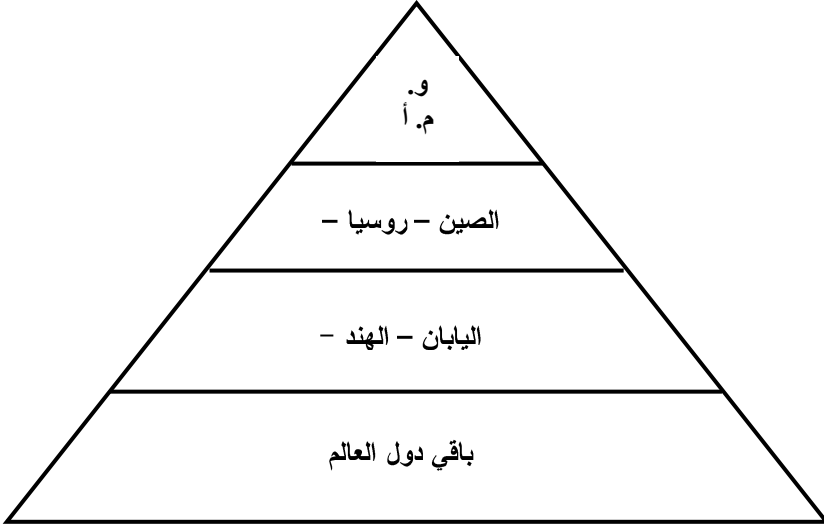 و.
م. أ
الصين – روسيا –
اليابان – الهند –
باقي دول العالم